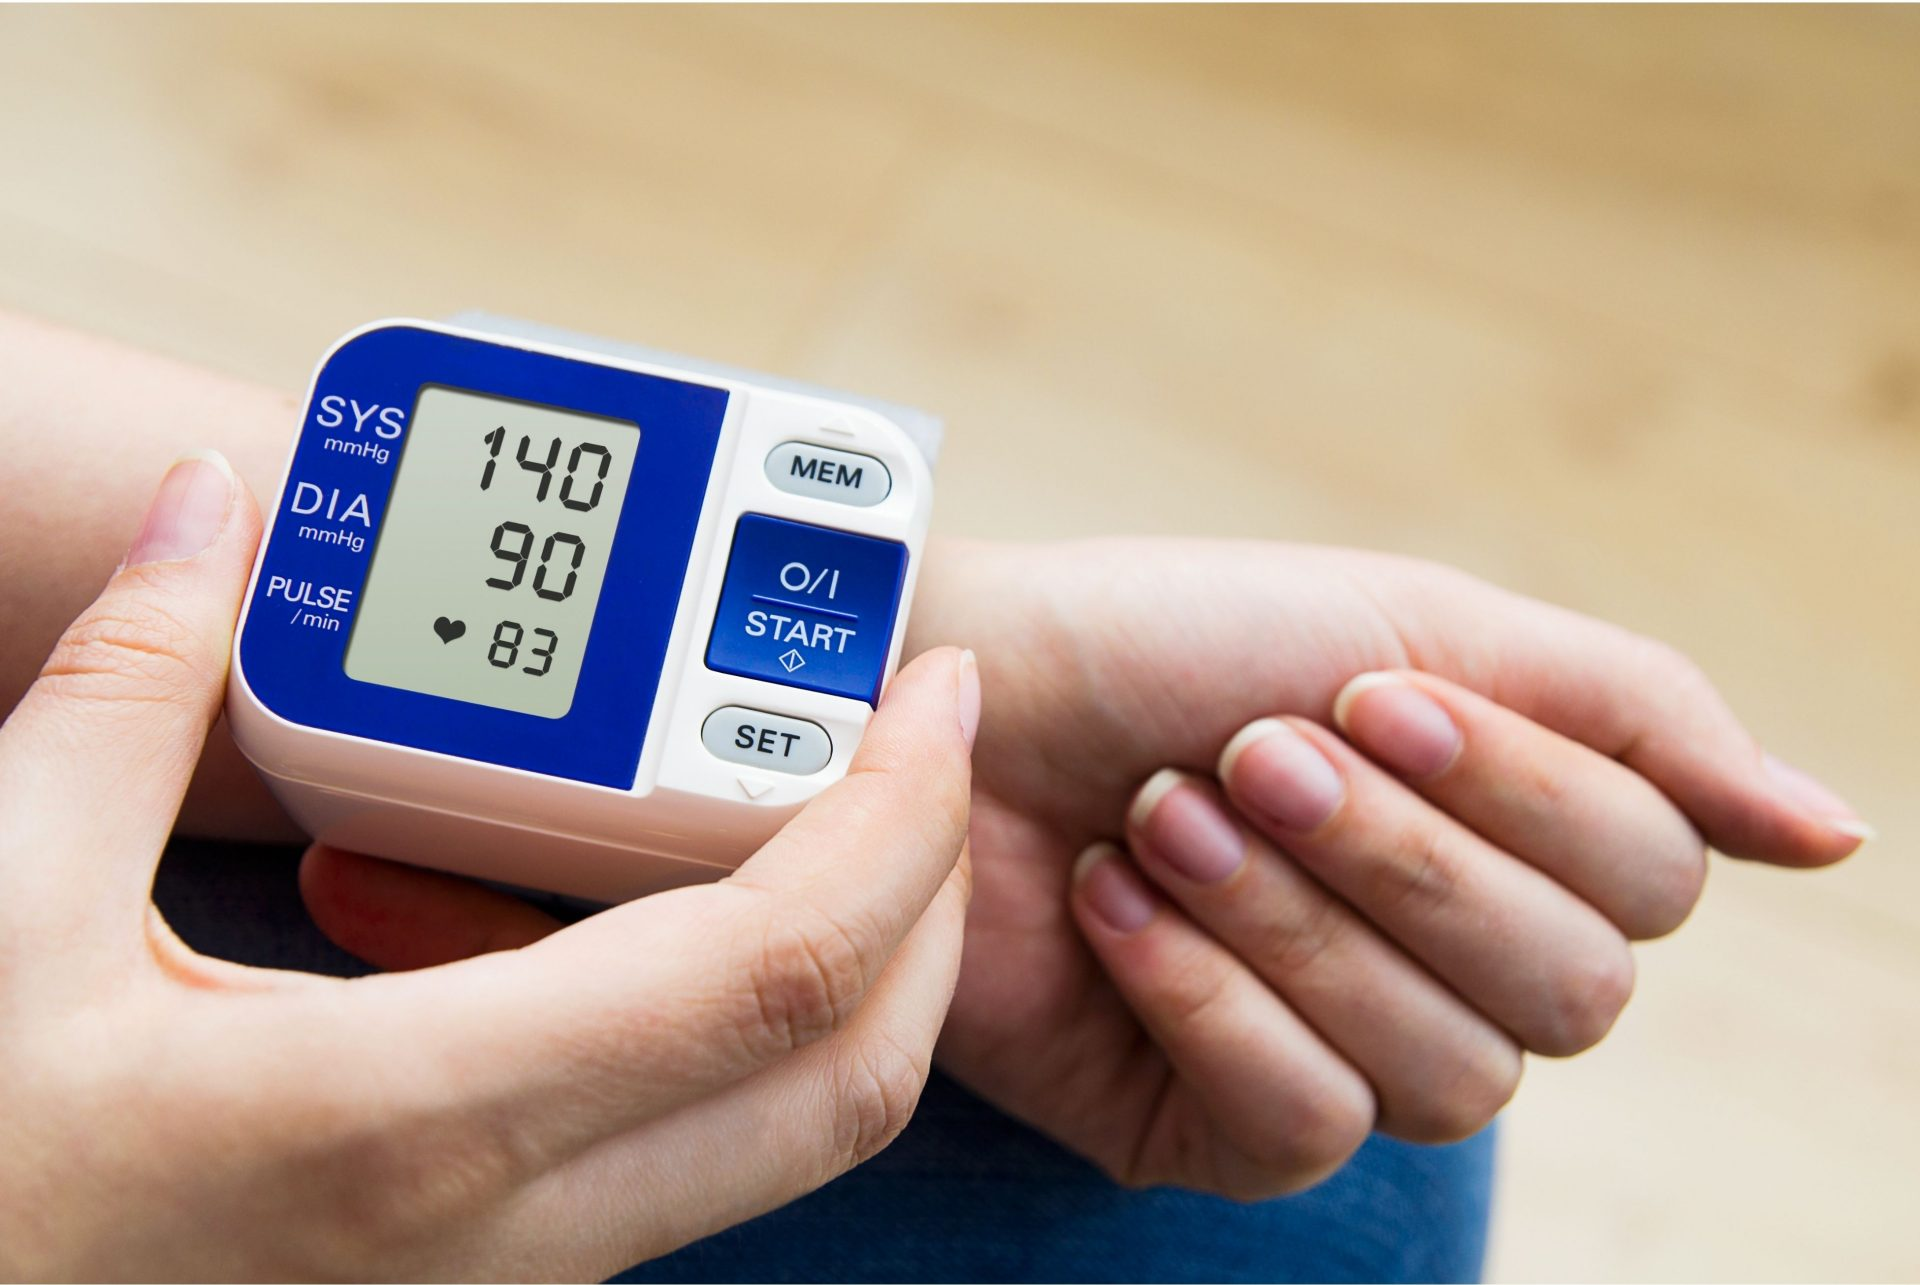 SYS
mmHg
140
DIA
mmHg
90
PULSE
/min
83
MEM
O/I
START
SET